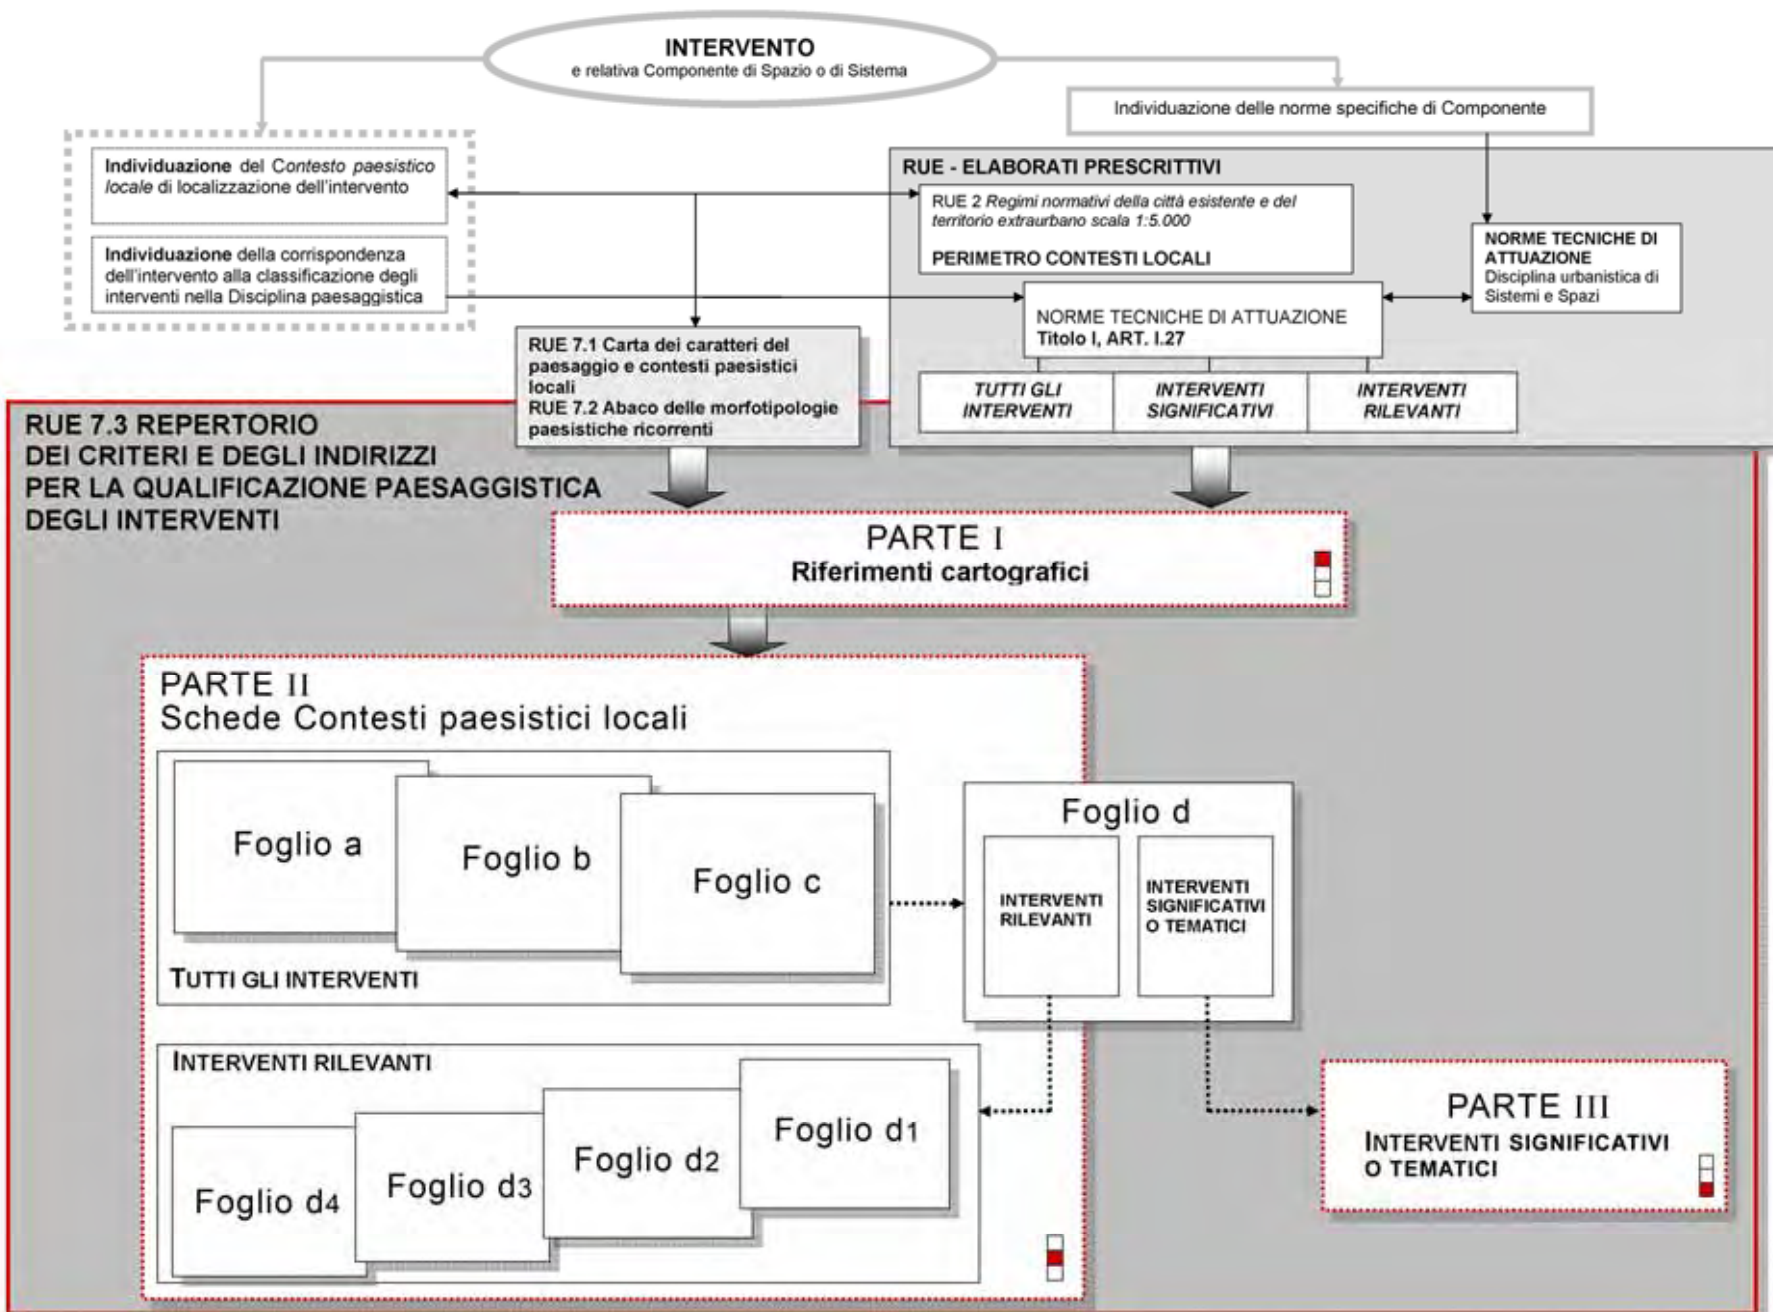 INTERVENTO
e relativa Componente di Spazio o di Sistema
Individuazione delle norme specifiche di Componente
Individuazione del Contesto paesistico
locale di localizzazione dell'intervento
Individuazione della corrispondenza
dell'intervento alla classificazione degli
interventi nella Disciplina paesaggistica
RUE - ELABORATI PRESCRITTIVI
RUE 2 Regimi normativi della città esistente e del
territorio extraurbano scala 1:5.000
PERIMETRO CONTESTI LOCALI
NORME TECNICHE DI
ATTUAZIONE
Disciplina urbanistica di
Sistemi e Spazi
NORME TECNICHE DI ATTUAZIONE
Titolo I, ART. I.27
TUTTI GLI
INTERVENTI
INTERVENTI
SIGNIFICATIVI
INTERVENTI
RILEVANTI
RUE 7.1 Carta dei caratteri del
paesaggio e contesti paesistici
locali
RUE 7.2 Abaco delle morfotipologie
paesistiche ricorrenti
RUE 7.3 REPERTORIO
DEI CRITERI E DEGLI INDIRIZZI
PER LA QUALIFICAZIONE PAESAGGISTICA
DEGLI INTERVENTI
PARTE I
Riferimenti cartografici
PARTE II
Schede Contesti paesistici locali
Foglio a
Foglio b
Foglio c
TUTTI GLI INTERVENTI
Foglio d
INTERVENTI
RILEVANTI
INTERVENTI
SIGNIFICATIVI
O TEMATICI
INTERVENTI RILEVANTI
Foglio d4
Foglio d3
Foglio d2
Foglio d1
PARTE III
INTERVENTI SIGNIFICATIVI
O TEMATICI